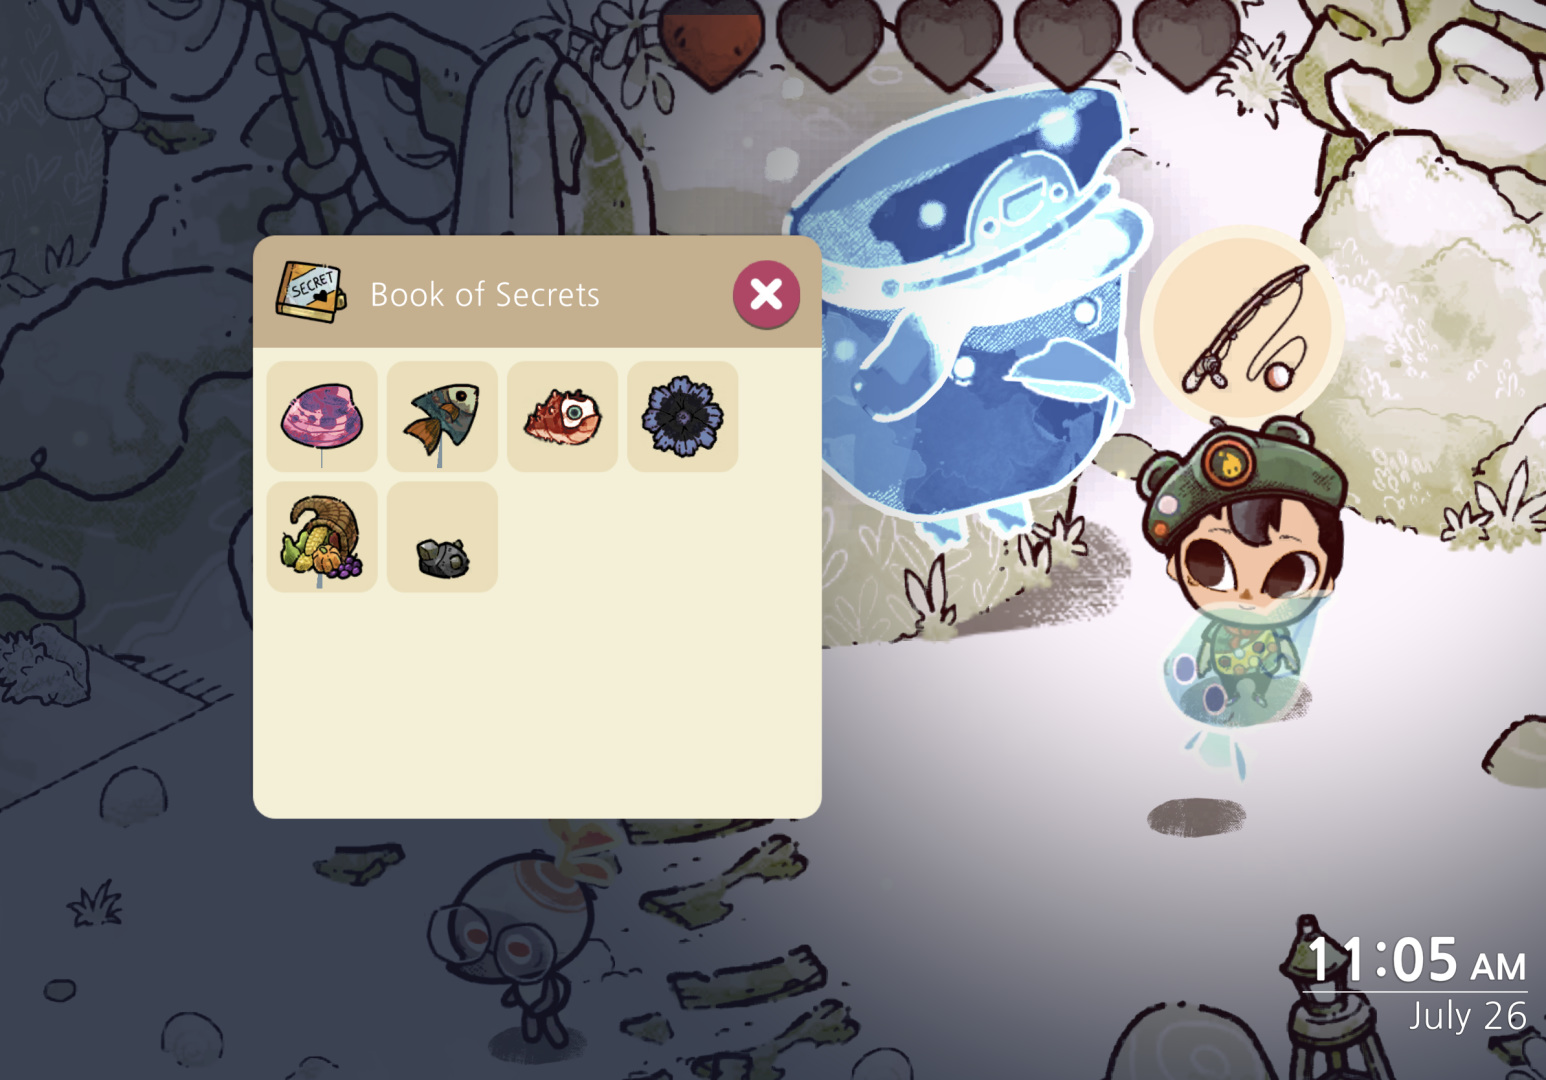 SECRET
Book of Secrets
11:05 AM
July 26